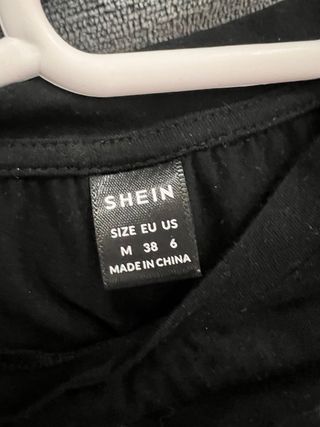 SHEIN
SIZE EU US
M 38 6
MADE IN CHINA